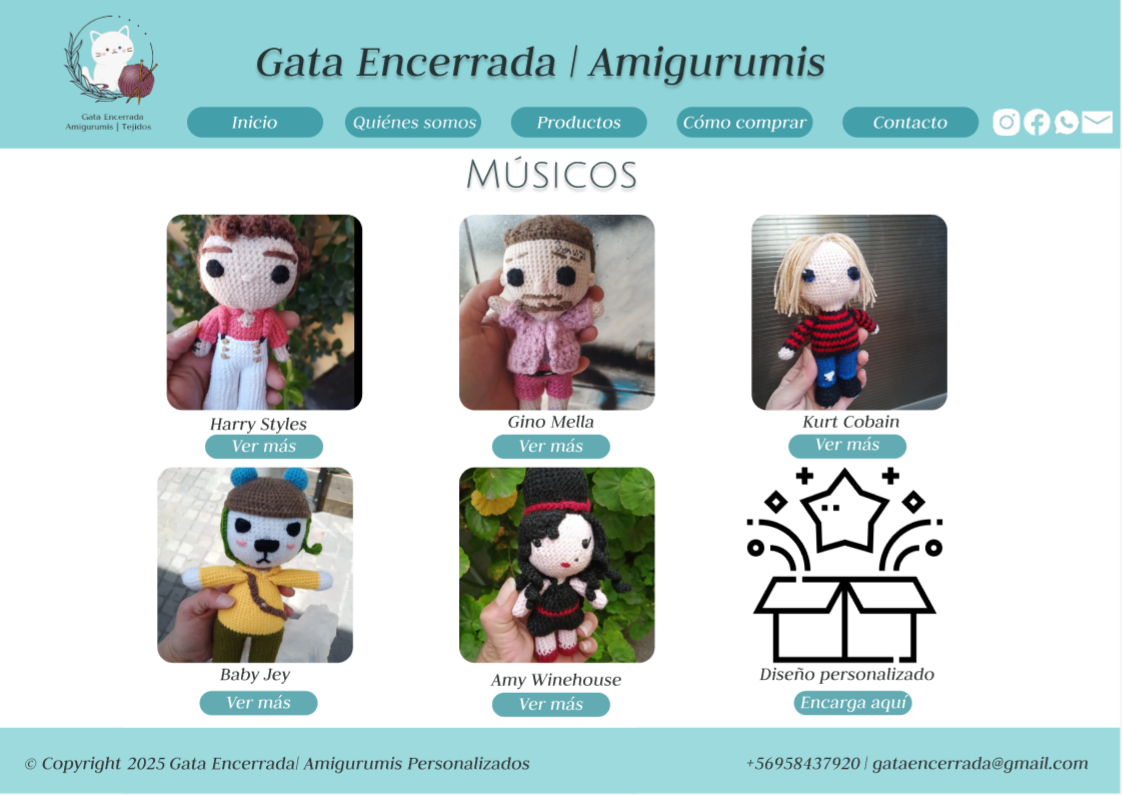 Gata Encerrada | Amigurumis
Gata Encerrada
Amigurumis | Tejidos
Inicio
Quiénes somos
Productos
Cómo comprar
Contacto
Músicos
Harry Styles
Ver más
Gino Mella
Ver más
Kurt Cobain
Ver más
Baby Jey
Ver más
Amy Winehouse
Ver más
Diseño personalizado
Encarga aquí
© Copyright 2025 Gata Encerrada| Amigurumis Personalizados
+56958437920 | gataencerrada@gmail.com